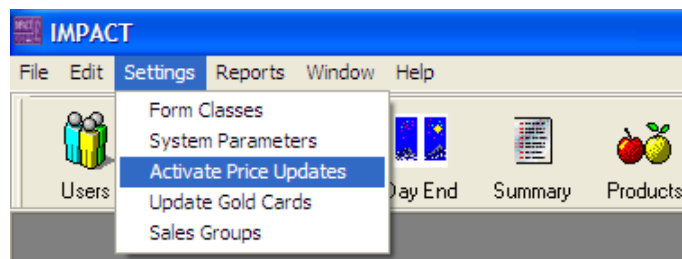 IMPACT
File Edit Settings Reports Window Help
Form Classes
System Parameters
Activate Price Updates
Update Gold Cards
Sales Groups
Users Day End Summary Products